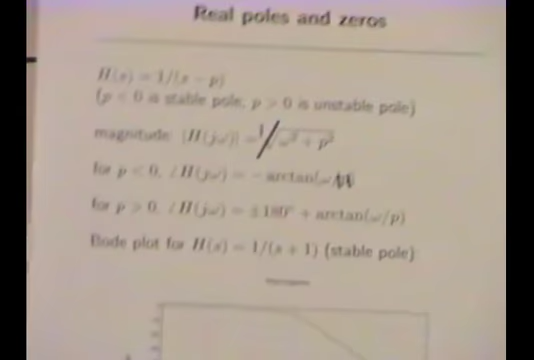 Real poles and zeros
H(s) = 1/(s − p)
(p < 0 is stable pole, p > 0 is unstable pole)
magnitude: |H(jω)| = 1/√(ω² + p²)
for p < 0, ∠H(jω) = − arctan(ω
for p > 0, ∠H(jω) = ±180° + arctan(ω/p)
Bode plot for H(s) = 1/(s + 1) (stable pole):